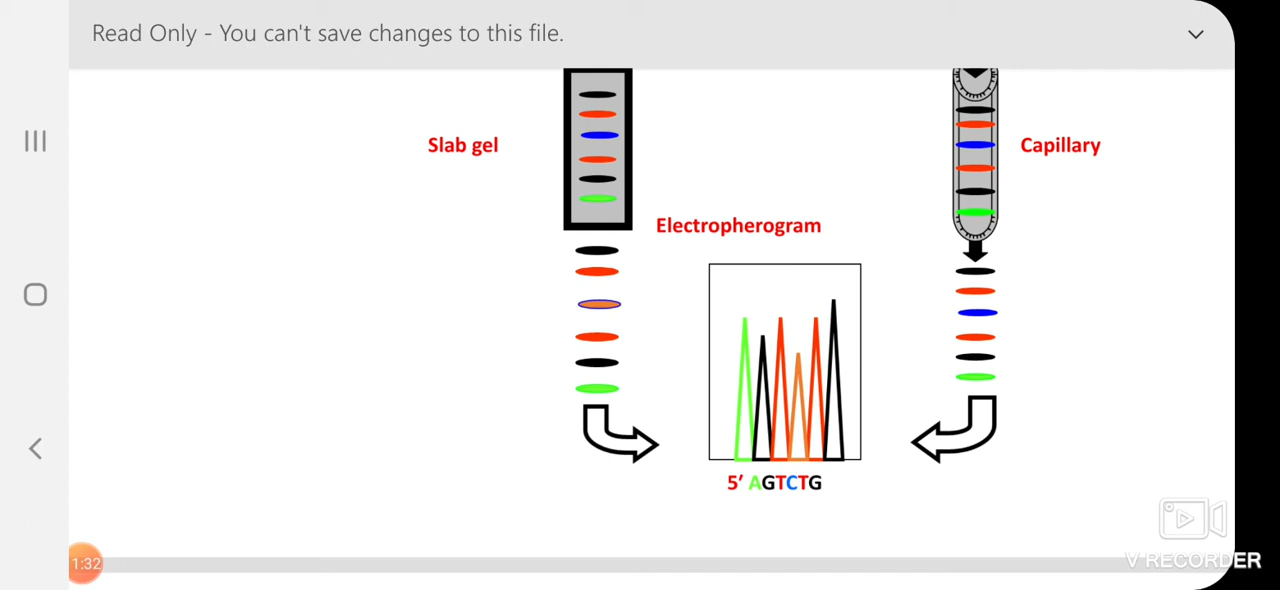 Read Only - You can't save changes to this file.
Slab gel
Capillary
Electropherogram
5′ AGTCTG
1:32
V RECORDER